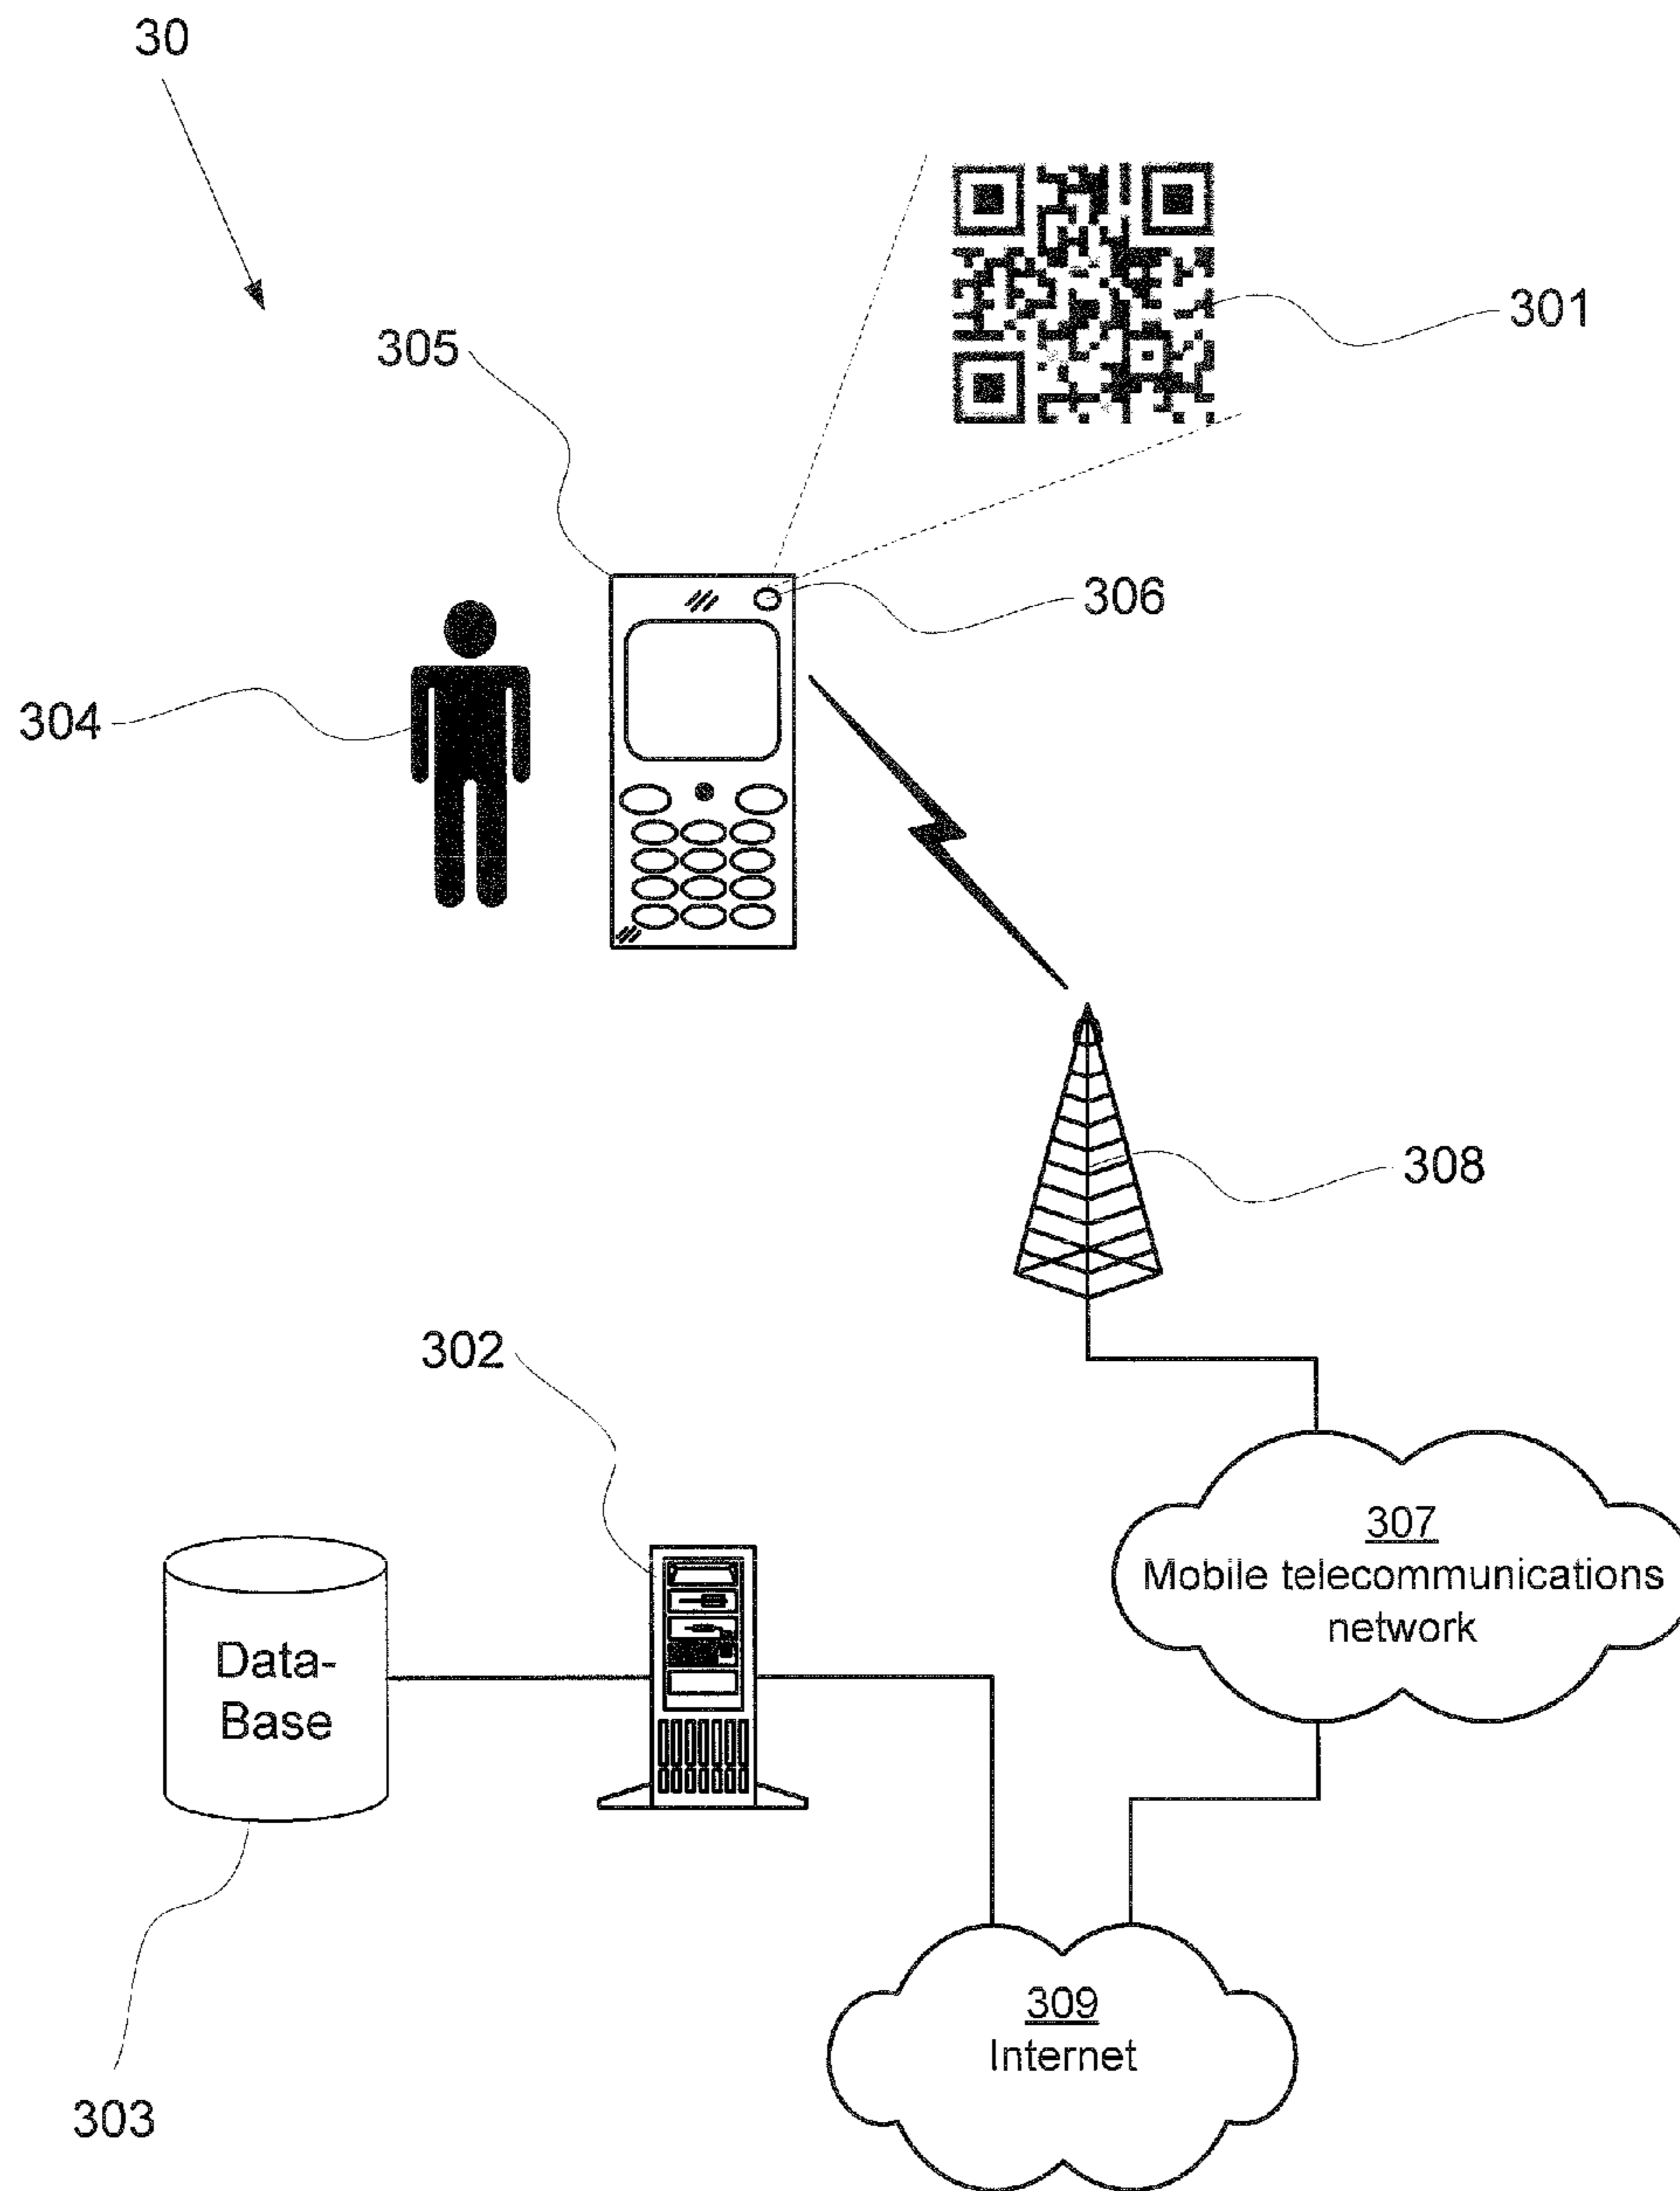 30
301
305
306
304
308
302
307
Mobile telecommunications
network
Data-
Base
309
Internet
303